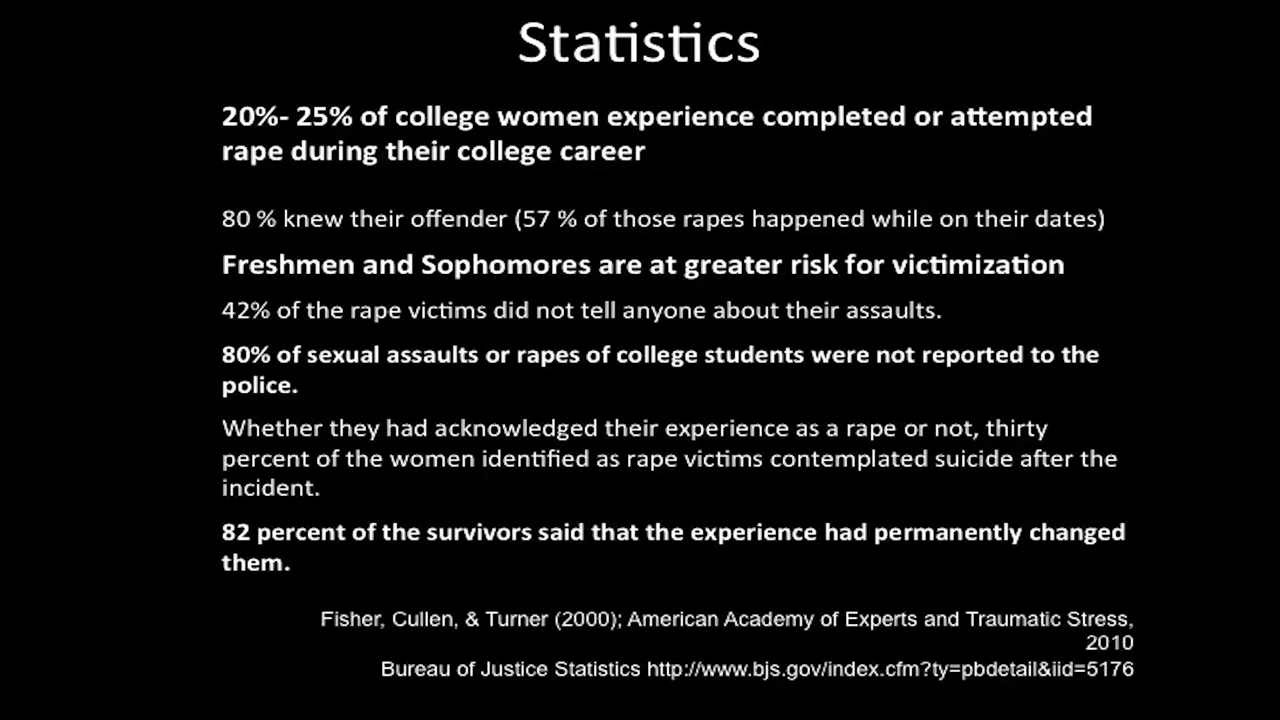 Statistics
20%- 25% of college women experience completed or attempted
rape during their college career
80 % knew their offender (57 % of those rapes happened while on their dates)
Freshmen and Sophomores are at greater risk for victimization
42% of the rape victims did not tell anyone about their assaults.
80% of sexual assaults or rapes of college students were not reported to the
police.
Whether they had acknowledged their experience as a rape or not, thirty
percent of the women identified as rape victims contemplated suicide after the
incident.
82 percent of the survivors said that the experience had permanently changed
them.
Fisher, Cullen, & Turner (2000); American Academy of Experts and Traumatic Stress,
2010
Bureau of Justice Statistics http://www.bjs.gov/index.cfm?ty=pbdetail&iid=5176